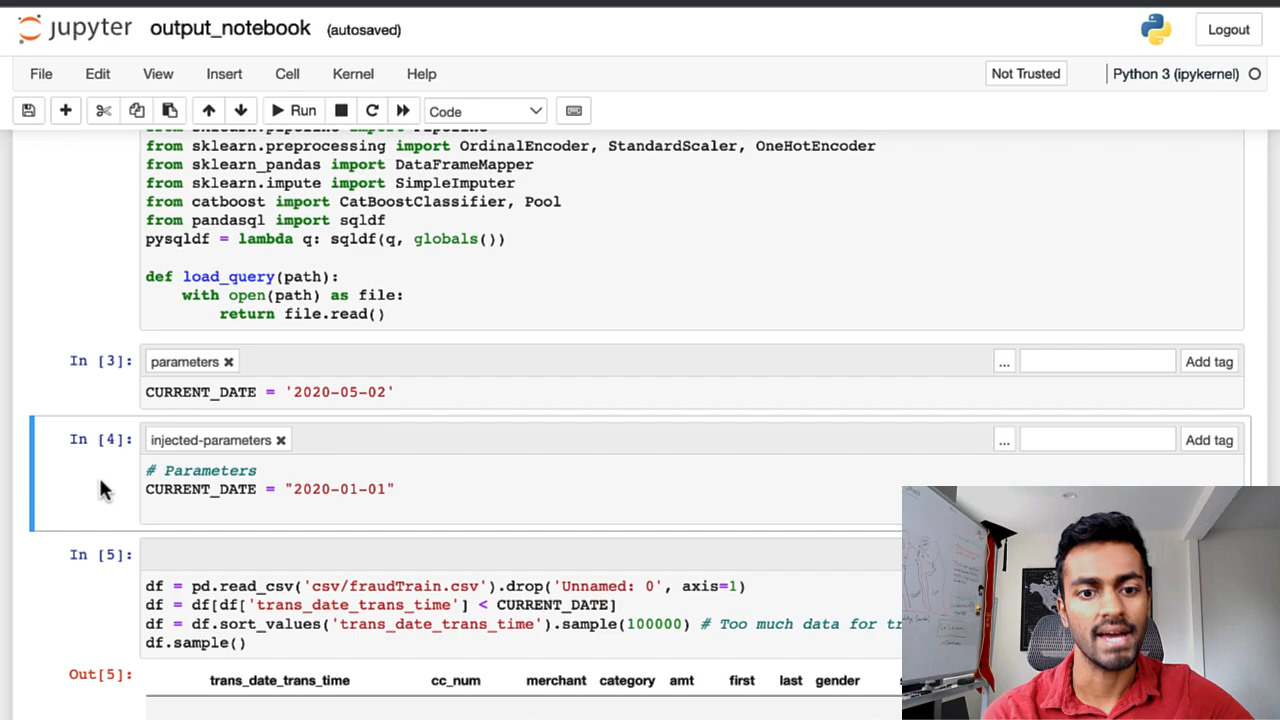 jupyter output_notebook (autosaved) Logout
File Edit View Insert Cell Kernel Help Not Trusted Python 3 (ipykernel)
Run Code
from sklearn.pipeline import Pipeline
from sklearn.preprocessing import OrdinalEncoder, StandardScaler, OneHotEncoder
from sklearn_pandas import DataFrameMapper
from sklearn.impute import SimpleImputer
from catboost import CatBoostClassifier, Pool
from pandasql import sqldf
pysqldf = lambda q: sqldf(q, globals())
def load_query(path):
with open(path) as file:
return file.read()
In [3]: parameters ✖ ... Add tag
CURRENT_DATE = '2020-05-02'
In [4]: injected-parameters ✖ ... Add tag
# Parameters
CURRENT_DATE = "2020-01-01"
In [5]:
df = pd.read_csv('csv/fraudTrain.csv').drop('Unnamed: 0', axis=1)
df = df[df['trans_date_trans_time'] < CURRENT_DATE]
df = df.sort_values('trans_date_trans_time').sample(100000) # Too much data for
df.sample()
Out[5]: trans_date_trans_time cc_num merchant category amt first last gender